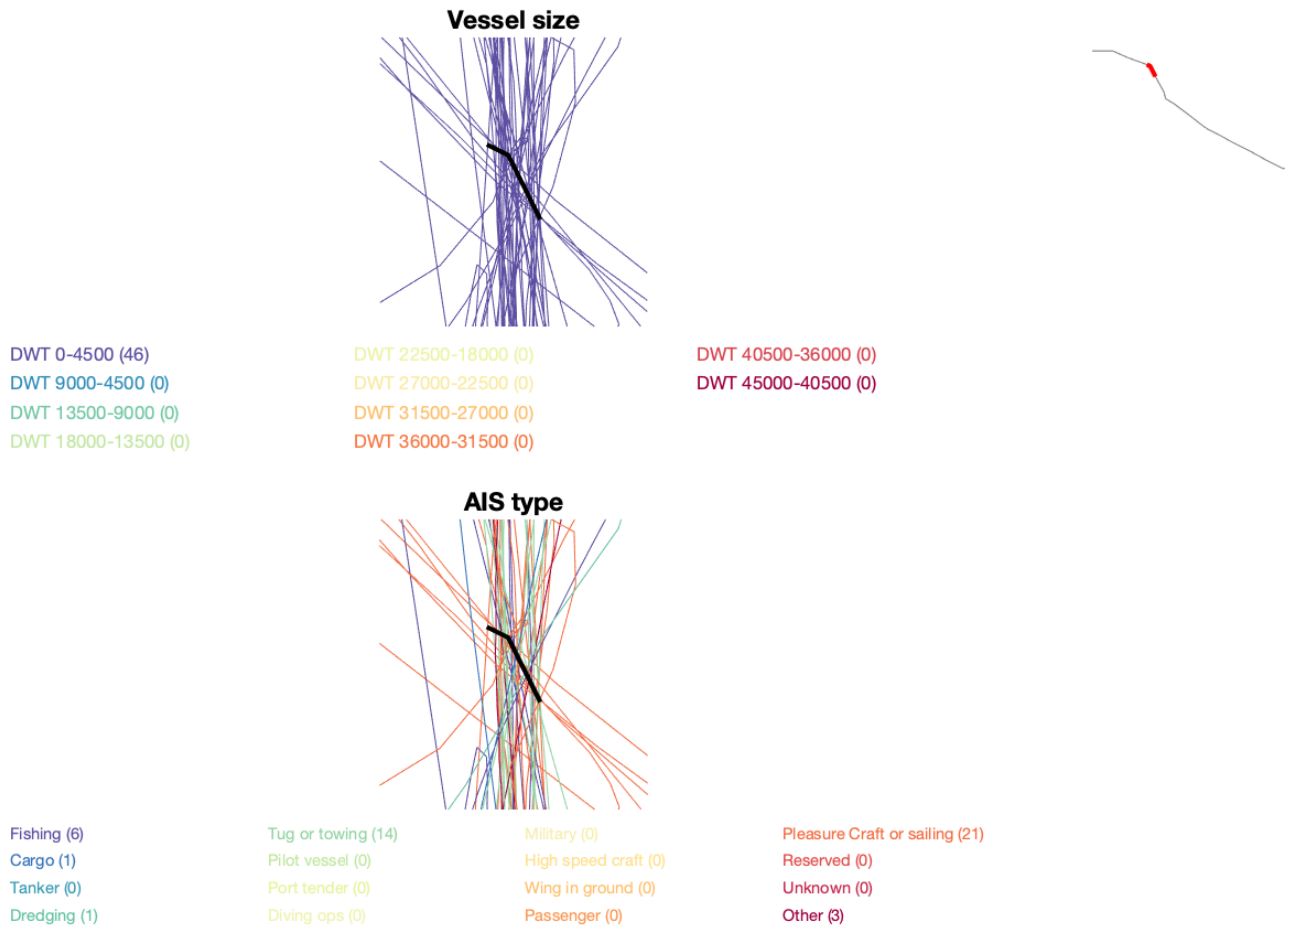 Vessel size
DWT 0-4500 (46)
DWT 9000-4500 (0)
DWT 13500-9000 (0)
DWT 18000-13500 (0)
DWT 22500-18000 (0)
DWT 27000-22500 (0)
DWT 31500-27000 (0)
DWT 36000-31500 (0)
DWT 40500-36000 (0)
DWT 45000-40500 (0)
AIS type
Fishing (6)
Cargo (1)
Tanker (0)
Dredging (1)
Tug or towing (14)
Pilot vessel (0)
Port tender (0)
Diving ops (0)
Military (0)
High speed craft (0)
Wing in ground (0)
Passenger (0)
Pleasure Craft or sailing (21)
Reserved (0)
Unknown (0)
Other (3)